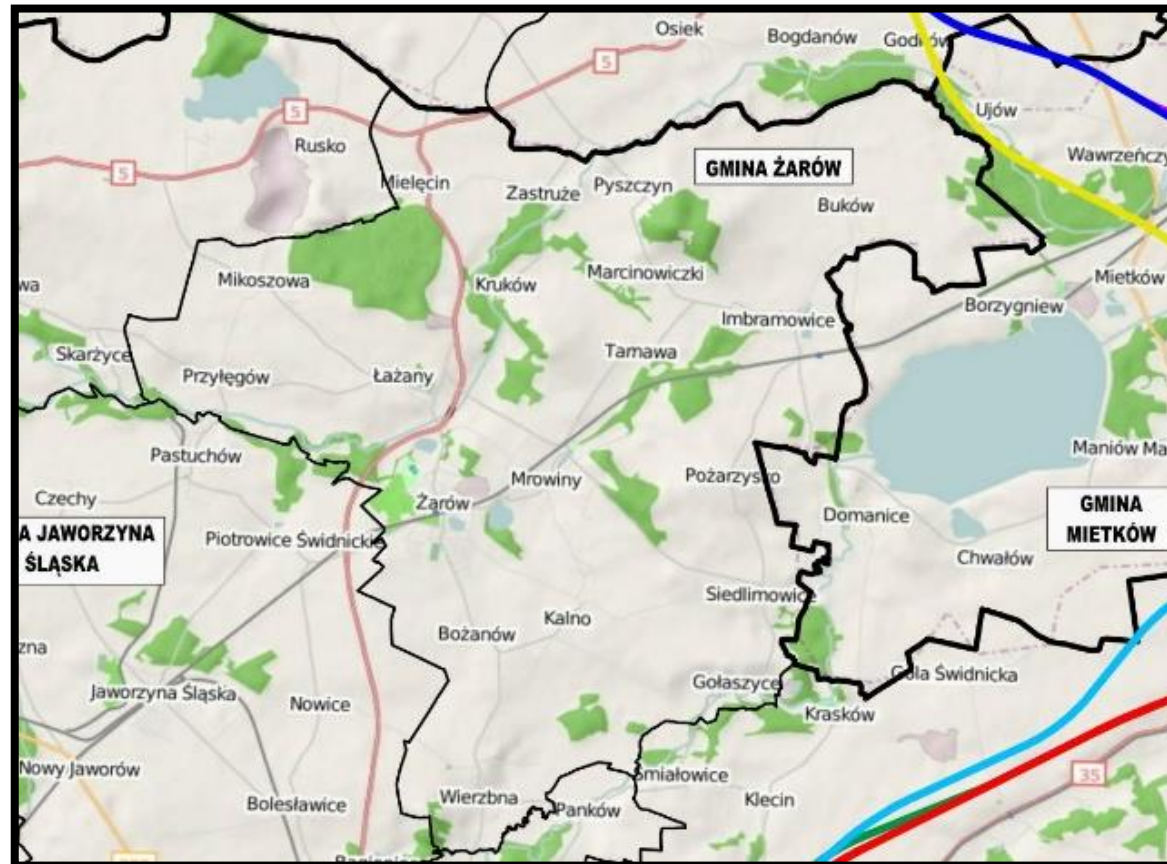 Osiek
Bogdanów
Godków
5
5
Ujów
Rusko
Wawrzeńczy
GMINA ŻARÓW
5
Mielęcin
Zastruże
Pyszczyn
Buków
Mikoszowa
Kruków
Marcinowiczki
Mietków
wa
Borzygniew
Imbramowice
Skarżyce
Przyłęgów
Łażany
Tarnawa
Pastuchów
Maniów Ma
Mrowiny
Pożarzysko
Czechy
Żarów
Domanice
GMINA
MIETKÓW
A JAWORZYNA
ŚLĄSKA
Piotrowice Świdnickie
Chwałów
Siedlimowice
Kalno
Bożanów
zna
Jaworzyna Śląska
Gołaszyce
Gola Świdnicka
Nowice
Krasków
Nowy Jaworów
Śmiałowice
35
Bolesławice
Wierzbna
Panków
Klecin